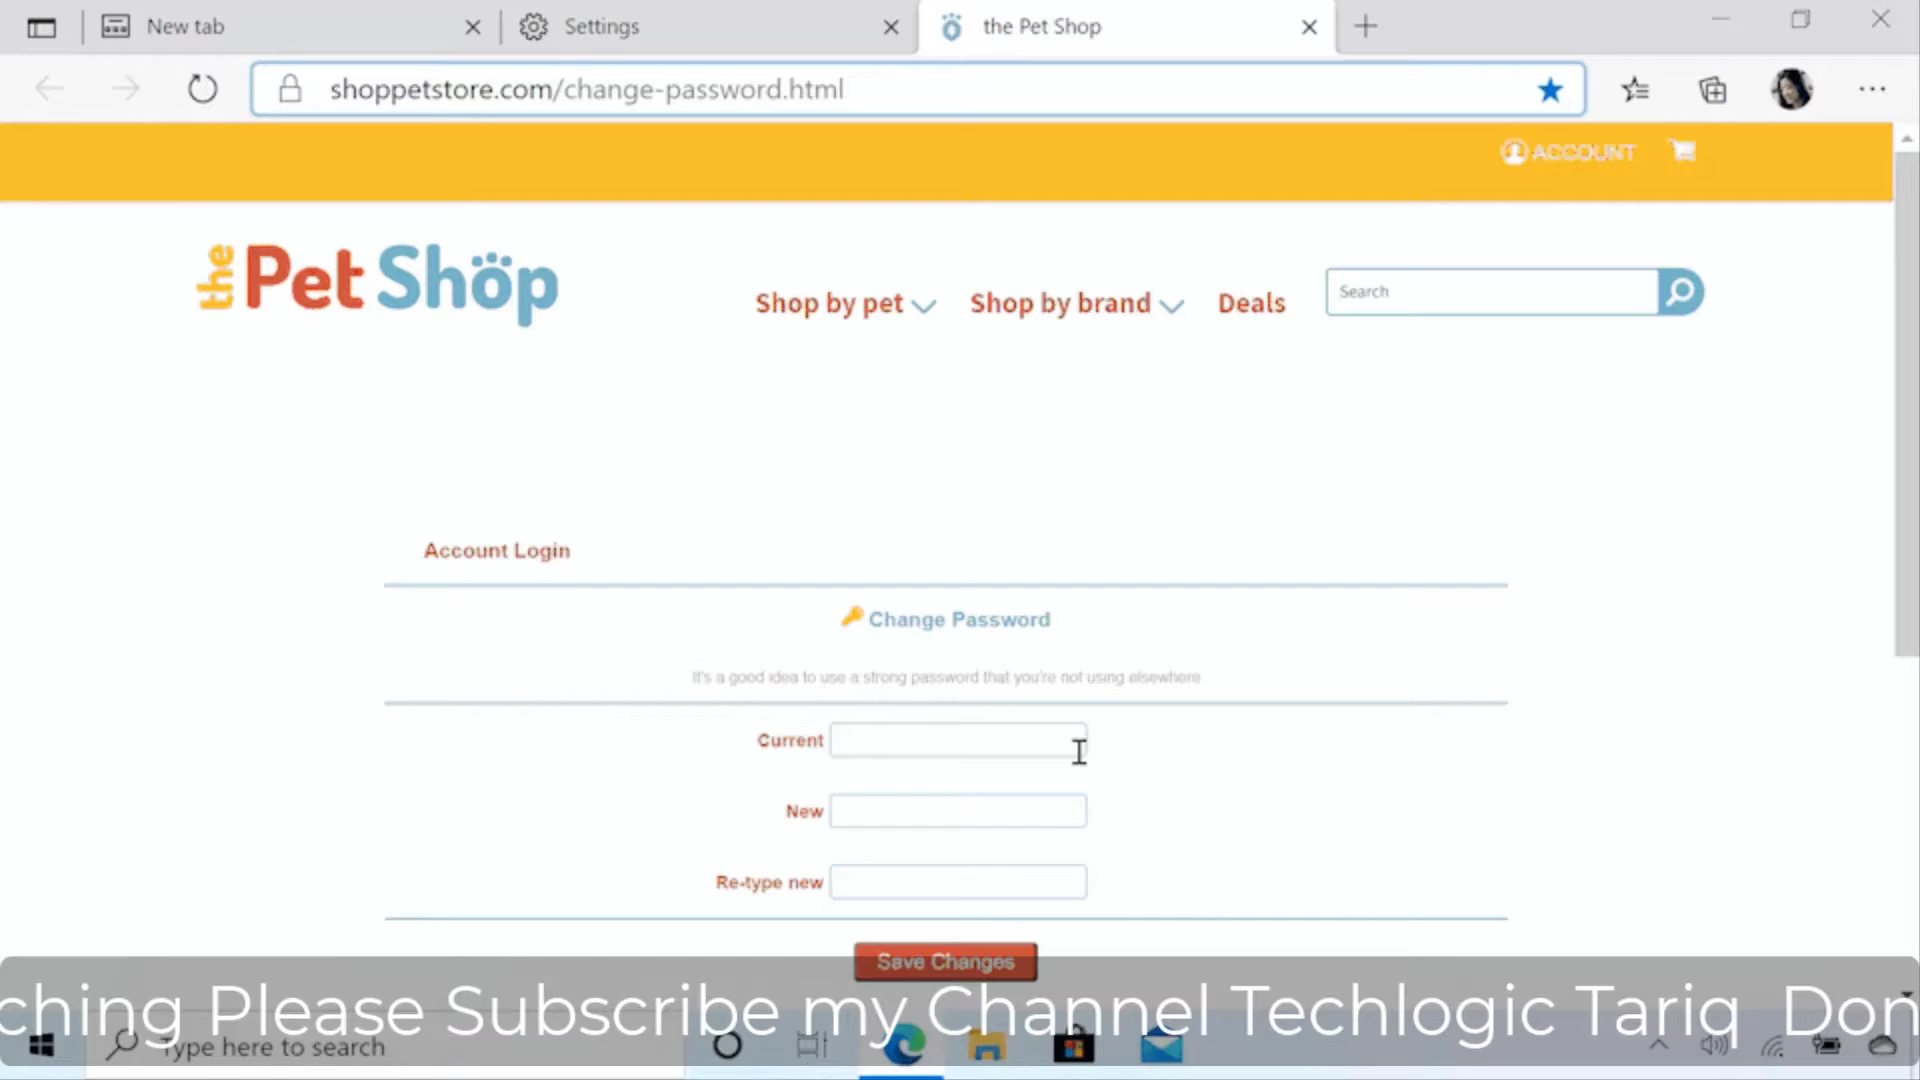 New tab
Settings
the Pet Shop
shoppetstore.com/change-password.html
ACCOUNT
the Pet Shop
Shop by pet
Shop by brand
Deals
Search
Account Login
Change Password
It's a good idea to use a strong password that you're not using elsewhere
Current
New
Re-type new
Save Changes
ching Please Subscribe my Channel Techlogic Tariq Don
Type here to search